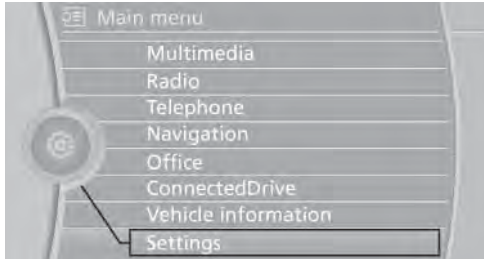 Main menu
Multimedia
Radio
Telephone
Navigation
Office
ConnectedDrive
Vehicle information
Settings